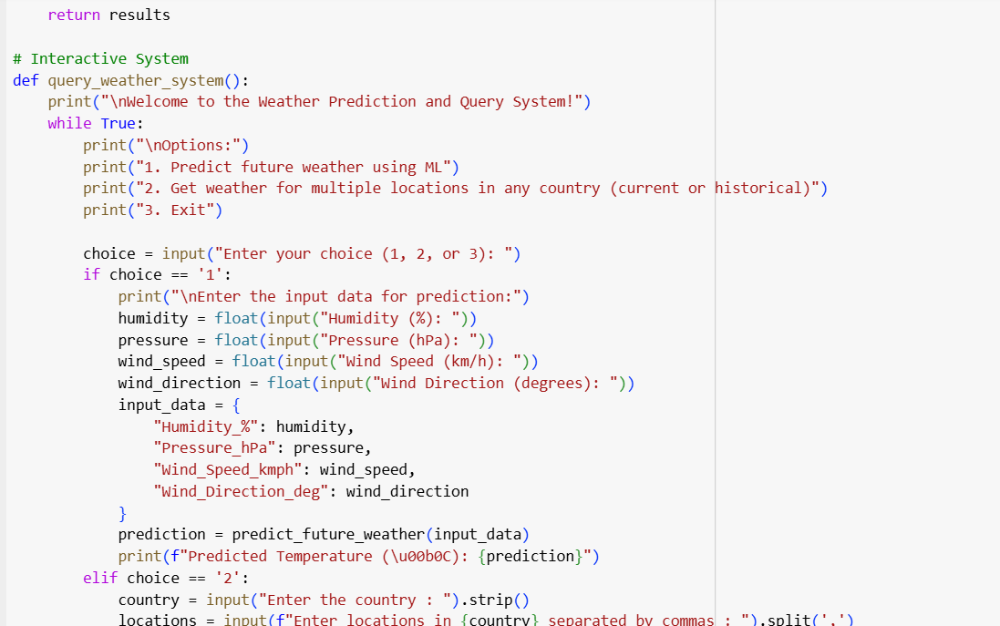 return results
# Interactive System
def query_weather_system():
print("\nWelcome to the Weather Prediction and Query System!")
while True:
print("\nOptions:")
print("1. Predict future weather using ML")
print("2. Get weather for multiple locations in any country (current or historical)")
print("3. Exit")
choice = input("Enter your choice (1, 2, or 3): ")
if choice == '1':
print("\nEnter the input data for prediction:")
humidity = float(input("Humidity (%): "))
pressure = float(input("Pressure (hPa): "))
wind_speed = float(input("Wind Speed (km/h): "))
wind_direction = float(input("Wind Direction (degrees): "))
input_data = {
"Humidity_%": humidity,
"Pressure_hPa": pressure,
"Wind_Speed_kmph": wind_speed,
"Wind_Direction_deg": wind_direction
}
prediction = predict_future_weather(input_data)
print(f"Predicted Temperature (\u00b0C): {prediction}")
elif choice == '2':
country = input("Enter the country : ").strip()
locations = input(f"Enter locations in {country} separated by commas : ").split(',')